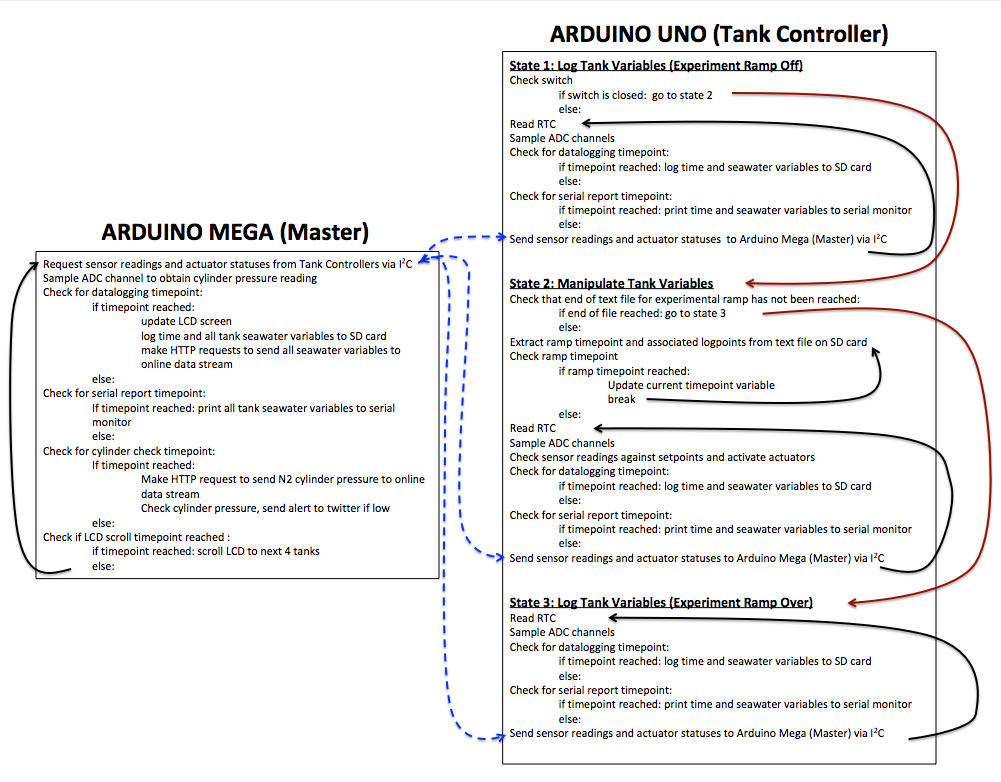 ARDUINO UNO (Tank Controller)
State 1: Log Tank Variables (Experiment Ramp Off)
Check switch
if switch is closed:  go to state 2
else:
Read RTC
Sample ADC channels
Check for datalogging timepoint:
if timepoint reached: log time and seawater variables to SD card
else:
Check for serial report timepoint:
if timepoint reached: print time and seawater variables to serial monitor
else:
Send sensor readings and actuator statuses  to Arduino Mega (Master) via I²C
State 2: Manipulate Tank Variables
Check that end of text file for experimental ramp has not been reached:
if end of file reached: go to state 3
else:
Extract ramp timepoint and associated logpoints from text file on SD card
Check ramp timepoint
if ramp timepoint reached:
Update current timepoint variable
break
else:
Read RTC
Sample ADC channels
Check sensor readings against setpoints and activate actuators
Check for datalogging timepoint:
if timepoint reached: log time and seawater variables to SD card
else:
Check for serial report timepoint:
if timepoint reached: print time and seawater variables to serial monitor
else:
Send sensor readings and actuator statuses to Arduino Mega (Master) via I²C
State 3: Log Tank Variables (Experiment Ramp Over)
Read RTC
Sample ADC channels
Check for datalogging timepoint:
if timepoint reached: log time and seawater variables to SD card
else:
Check for serial report timepoint:
if timepoint reached: print time and seawater variables to serial monitor
else:
Send sensor readings and actuator statuses to Arduino Mega (Master) via I²C
ARDUINO MEGA (Master)
Request sensor readings and actuator statuses from Tank Controllers via I²C
Sample ADC channel to obtain cylinder pressure reading
Check for datalogging timepoint:
if timepoint reached:
update LCD screen
log time and all tank seawater variables to SD card
make HTTP requests to send all seawater variables to
online data stream
else:
Check for serial report timepoint:
If timepoint reached: print all tank seawater variables to serial
monitor
else:
Check for cylinder check timepoint:
If timepoint reached:
Make HTTP request to send N2 cylinder pressure to online
data stream
Check cylinder pressure, send alert to twitter if low
else:
Check if LCD scroll timepoint reached :
if timepoint reached: scroll LCD to next 4 tanks
else: